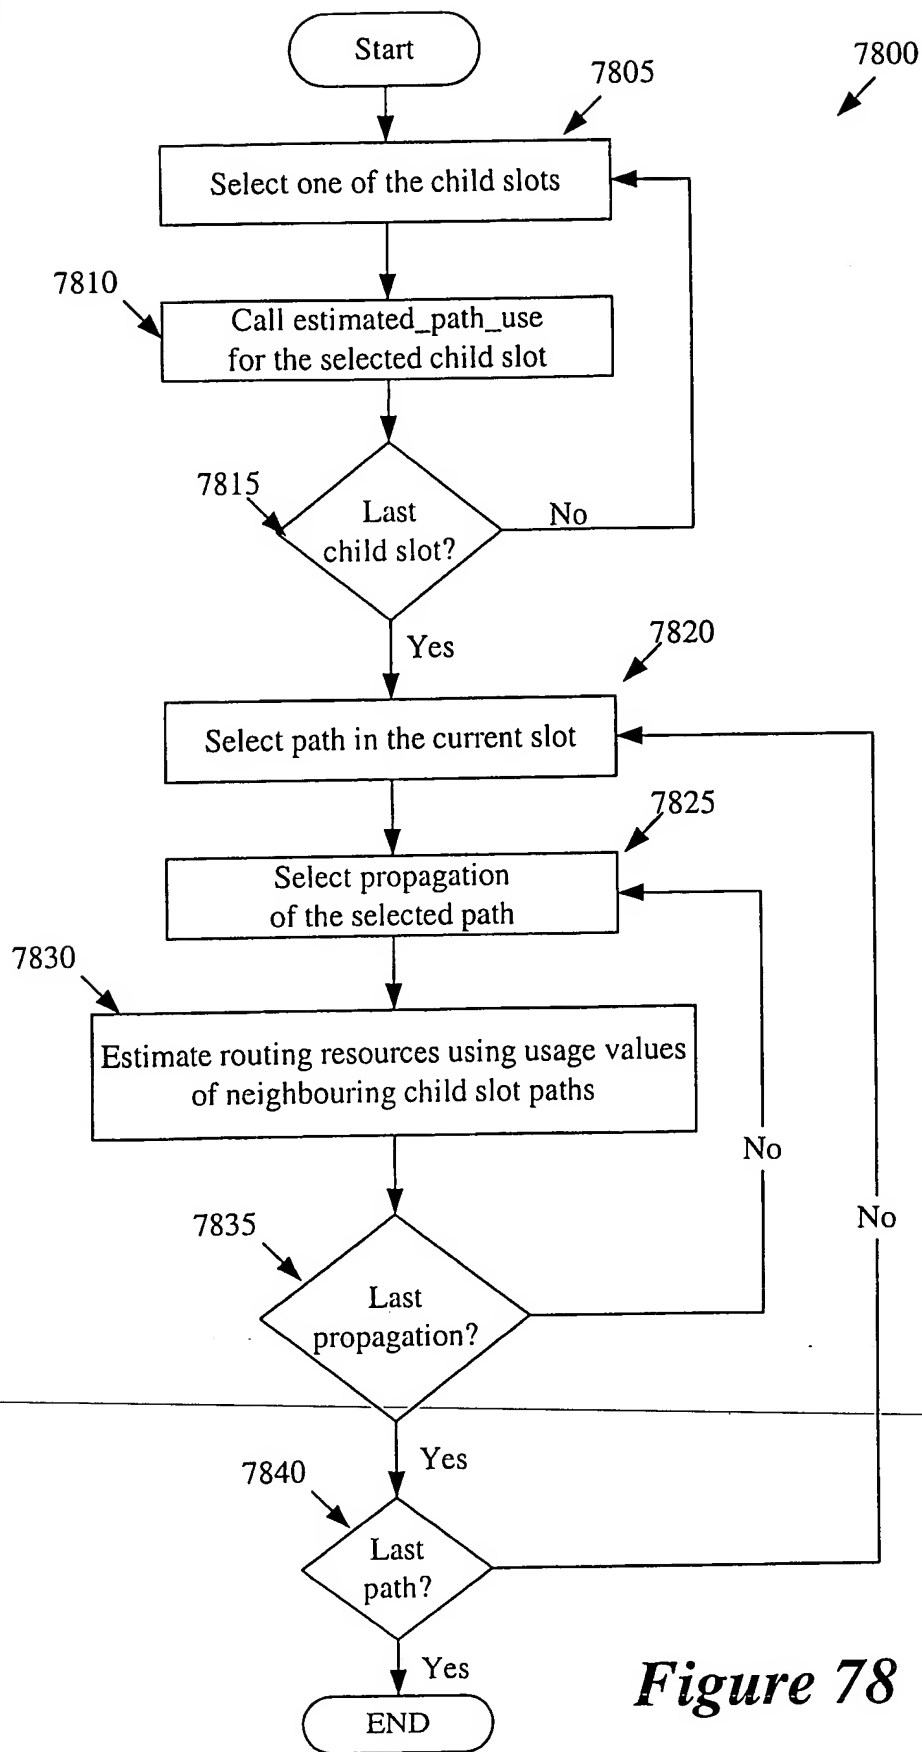 Start
7805
7800
Select one of the child slots
7810
Call estimated_path_use
for the selected child slot
7815
Last
child slot?
No
Yes
7820
Select path in the current slot
7825
Select propagation
of the selected path
7830
Estimate routing resources using usage values
of neighbouring child slot paths
No
No
7835
Last
propagation?
Yes
7840
Last
path?
Yes
END
Figure 78